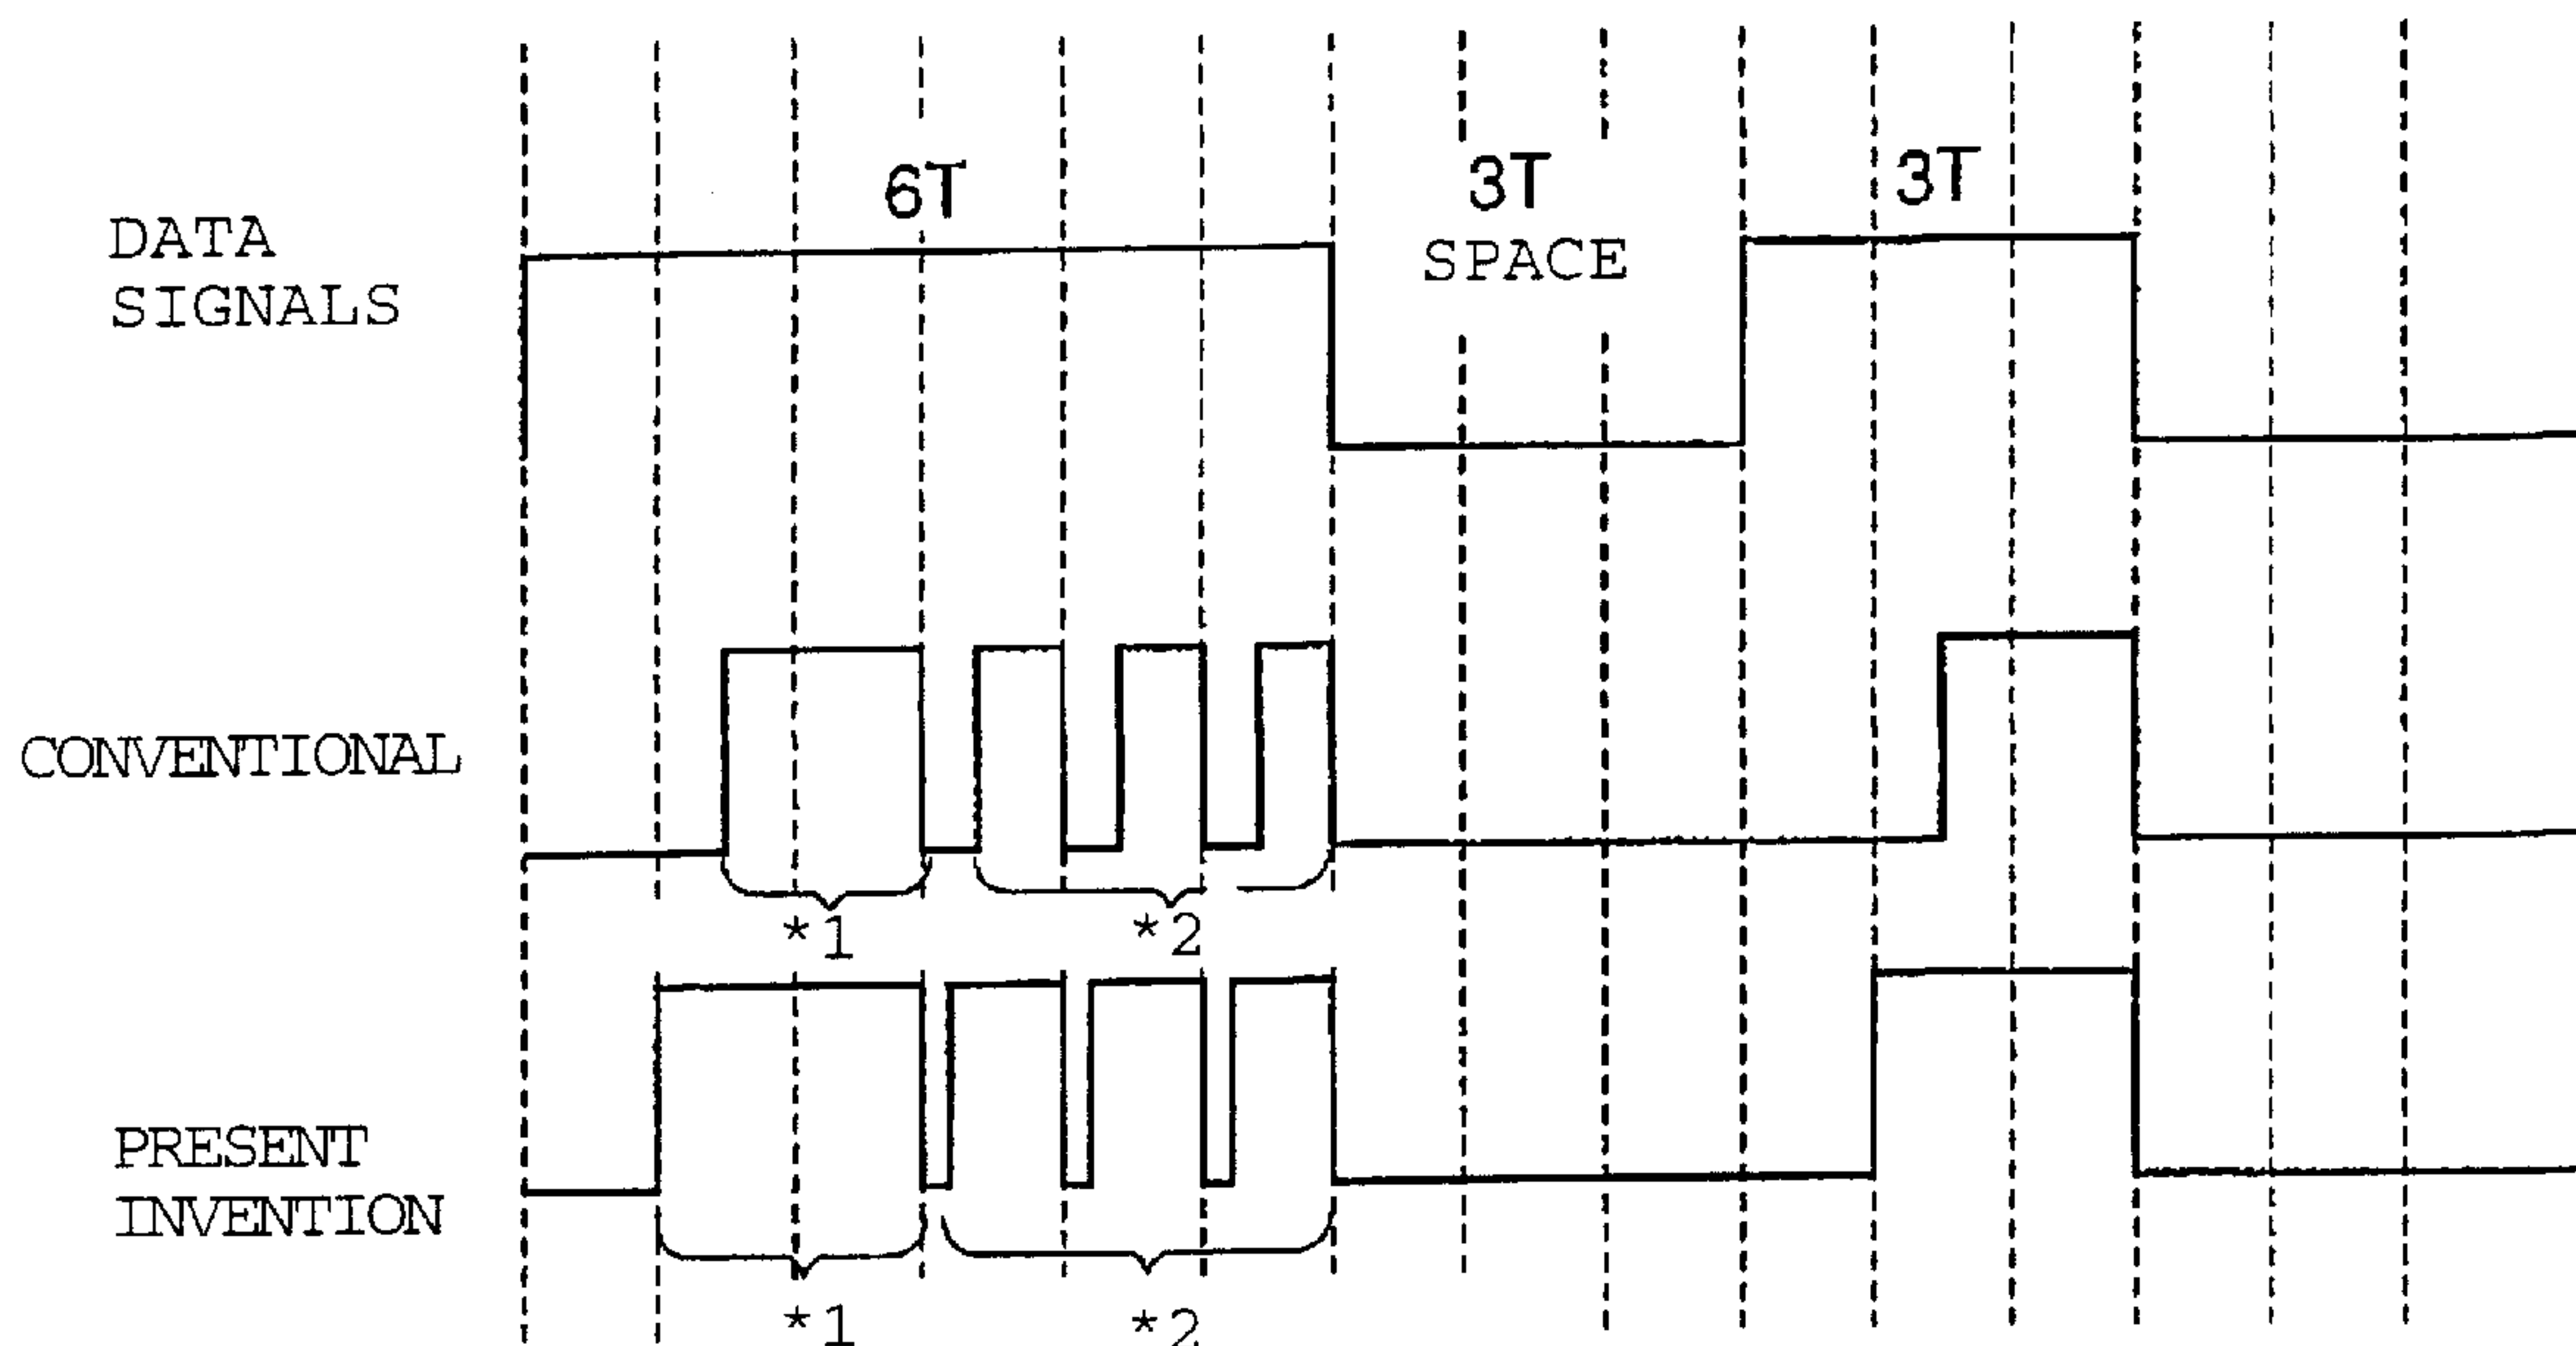 6T
3T
SPACE
3T
DATA
SIGNALS
CONVENTIONAL
*1
*2
PRESENT
INVENTION
*1
*2